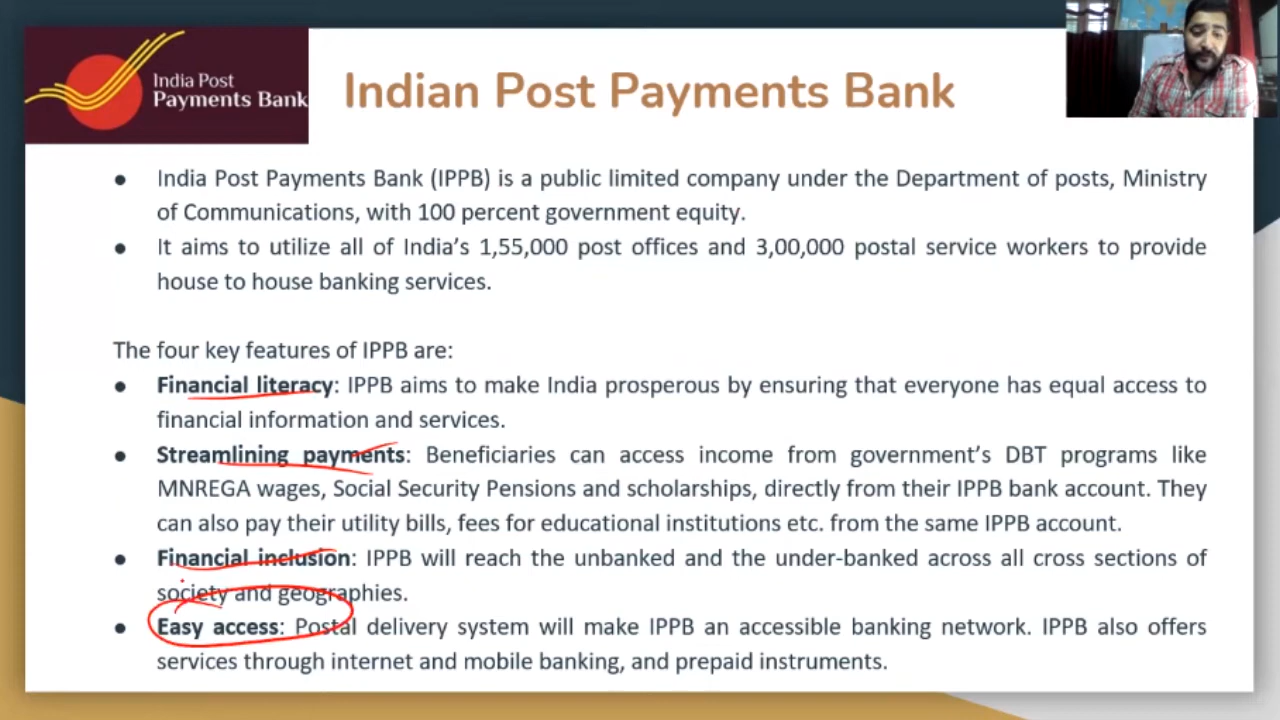 India Post
Payments Bank
Indian Post Payments Bank
● India Post Payments Bank (IPPB) is a public limited company under the Department of posts, Ministry
of Communications, with 100 percent government equity.
● It aims to utilize all of India's 1,55,000 post offices and 3,00,000 postal service workers to provide
house to house banking services.
The four key features of IPPB are:
● Financial literacy: IPPB aims to make India prosperous by ensuring that everyone has equal access to
financial information and services.
● Streamlining payments: Beneficiaries can access income from government's DBT programs like
MNREGA wages, Social Security Pensions and scholarships, directly from their IPPB bank account. They
can also pay their utility bills, fees for educational institutions etc. from the same IPPB account.
● Financial inclusion: IPPB will reach the unbanked and the under-banked across all cross sections of
society and geographies.
● Easy access: Postal delivery system will make IPPB an accessible banking network. IPPB also offers
services through internet and mobile banking, and prepaid instruments.